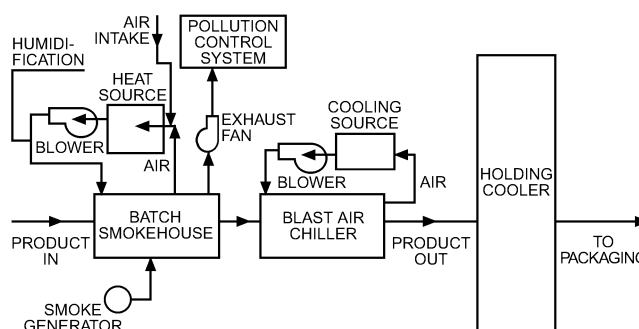 AIR
INTAKE
POLLUTION
CONTROL
SYSTEM
HUMIDI-
FICATION
HEAT
SOURCE
BLOWER
AIR
EXHAUST
FAN
COOLING
SOURCE
BLOWER
AIR
HOLDING
COOLER
BATCH
SMOKEHOUSE
BLAST AIR
CHILLER
PRODUCT
IN
PRODUCT
OUT
TO
PACKAGING
SMOKE
GENERATOR